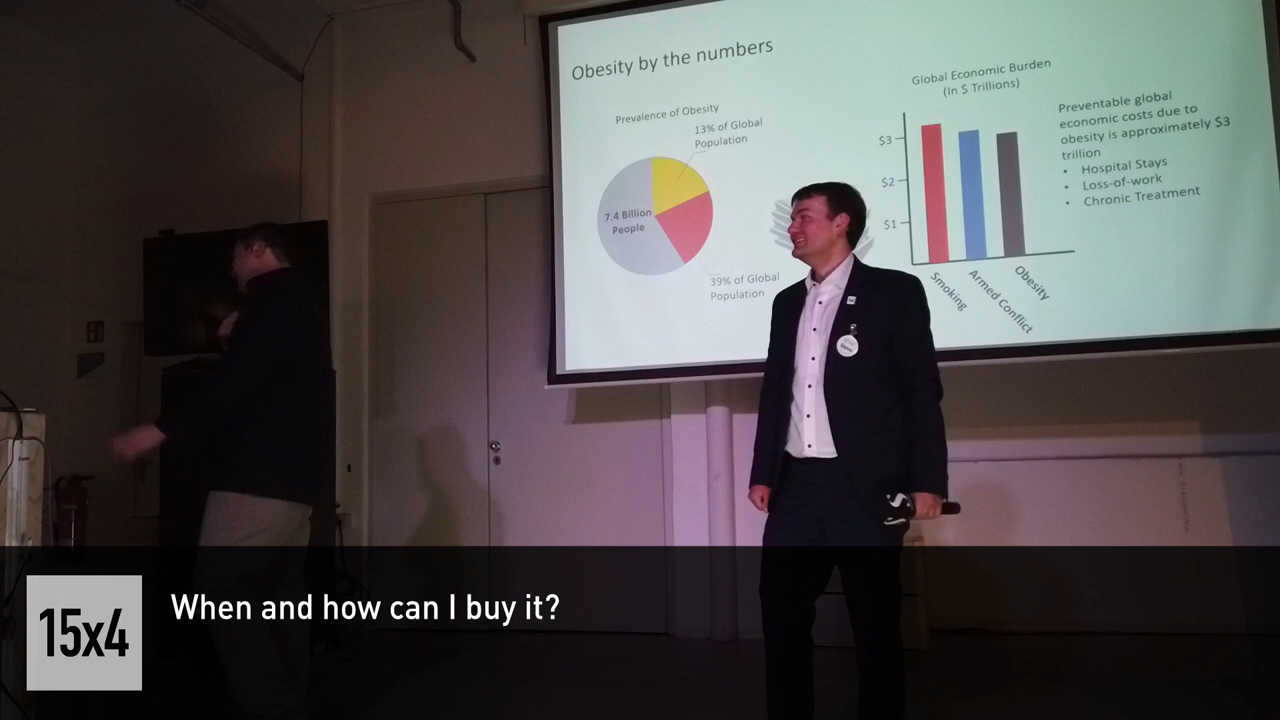 Obesity by the numbers
Prevalence of Obesity
13% of Global
Population
7.4 Billion
People
39% of Global
Population
Global Economic Burden
(In $ Trillions)
$3
$2
$1
Smoking
Armed Conflict
Obesity
Preventable global
economic costs due to
obesity is approximately $3
trillion
• Hospital Stays
• Loss-of-work
• Chronic Treatment
15x4
When and how can I buy it?